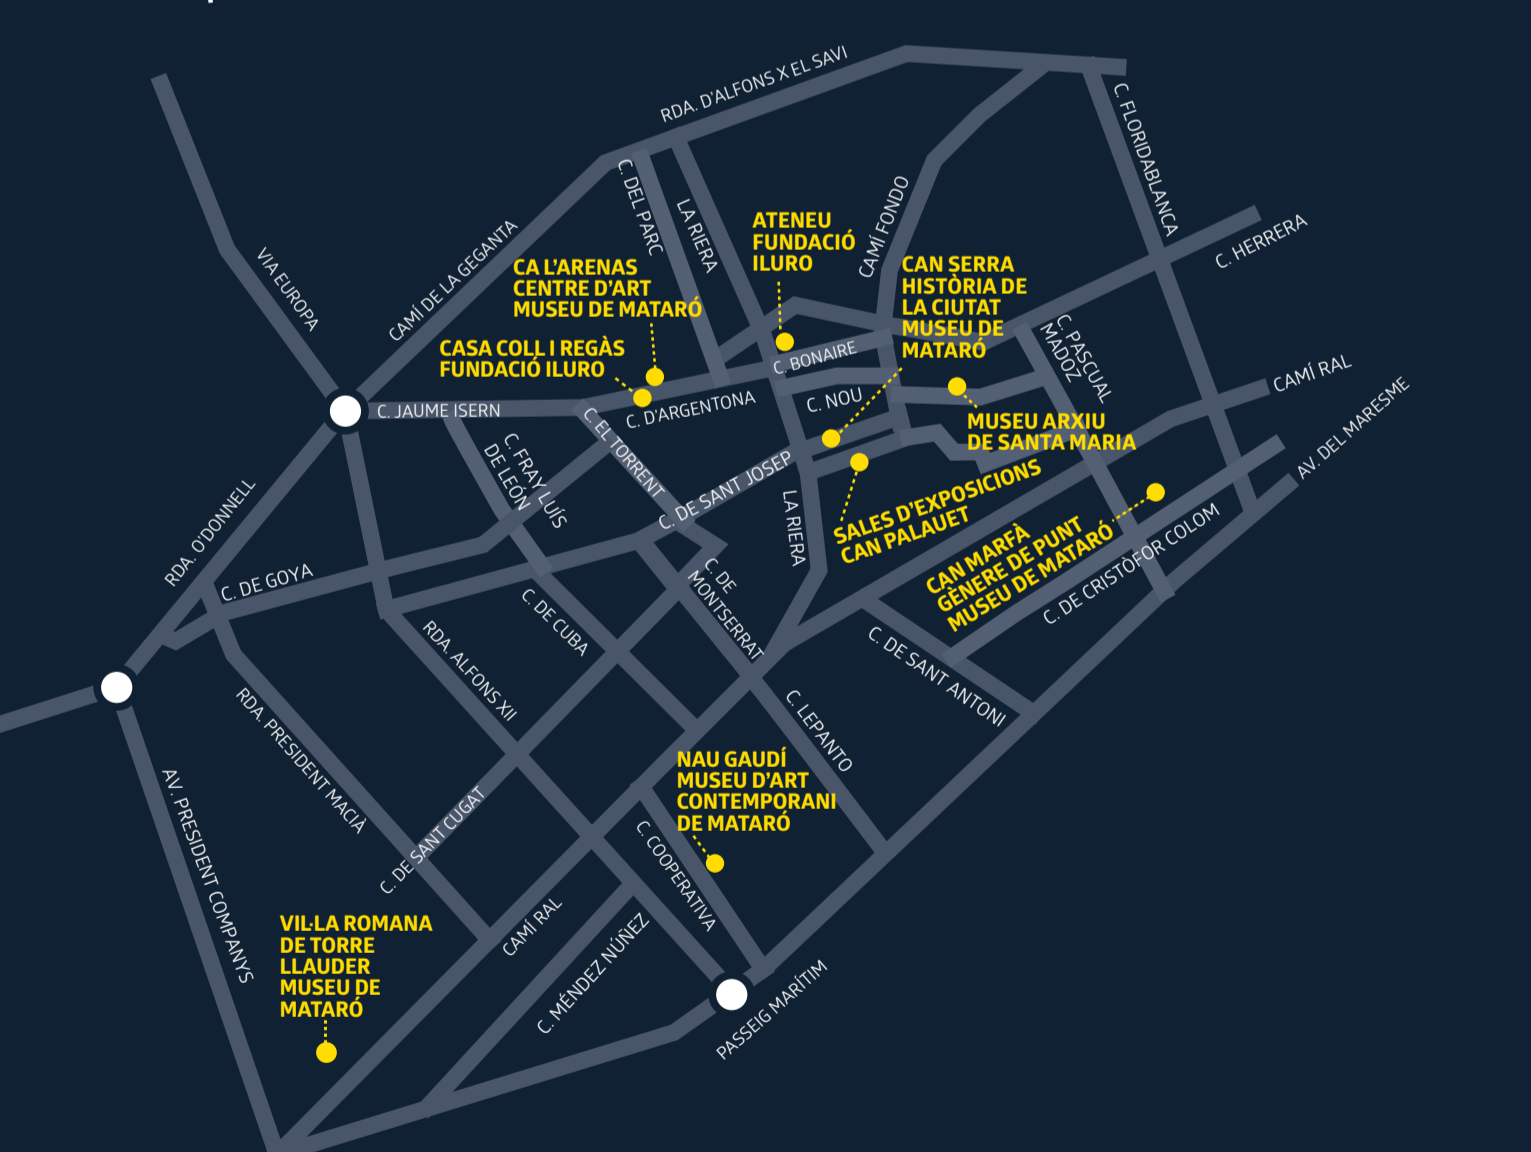 RDA. D'ALFONS X EL SAVI
C. FLORIDABLANCA
C. DEL PARC
LA RIERA
CAMÍ FONDO
C. HERRERA
VIA EUROPA
CAMÍ DE LA GEGANTA
ATENEU
FUNDACIÓ
ILURO
CA L'ARENAS
CENTRE D'ART
MUSEU DE MATARÓ
CAN SERRA
HISTÒRIA DE
LA CIUTAT
MUSEU DE
MATARÓ
CASA COLL I REGÀS
FUNDACIÓ ILURO
C. BONAIRE
C. PASCUAL
MADOZ
CAMÍ RAL
C. JAUME ISERN
C. D'ARGENTONA
C. NOU
MUSEU ARXIU
DE SANTA MARIA
AV. DEL MARESME
C. EL TORRENT
C. FRAY LUÍS
DE LEÓN
C. DE SANT JOSEP
LA RIERA
SALES D'EXPOSICIONS
CAN PALAUET
CAN MARFÀ
GÈNERE DE PUNT
MUSEU DE MATARÓ
C. DE CRISTÒFOR COLOM
RDA. O'DONNELL
C. DE GOYA
C. DE CUBA
C. DE
MONTSERRAT
C. DE SANT ANTONI
RDA. ALFONS XII
RDA. PRESIDENT MACIÀ
C. LEPANTO
NAU GAUDÍ
MUSEU D'ART
CONTEMPORANI
DE MATARÓ
AV. PRESIDENT COMPANYS
C. DE SANT CUGAT
C. COOPERATIVA
VIL·LA ROMANA
DE TORRE
LLAUDER
MUSEU DE
MATARÓ
CAMÍ RAL
C. MÉNDEZ NÚÑEZ
PASSEIG MARÍTIM